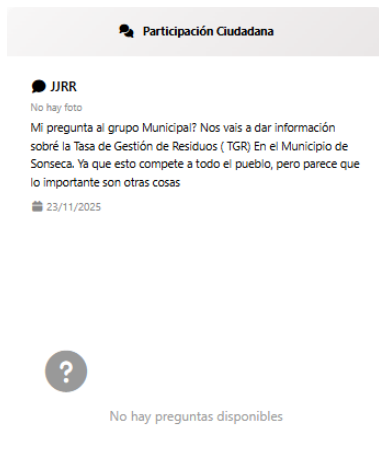 Participación Ciudadana
JJRR
No hay foto
Mi pregunta al grupo Municipal? Nos vais a dar información
sobré la Tasa de Gestión de Residuos ( TGR) En el Municipio de
Sonseca. Ya que esto compete a todo el pueblo, pero parece que
lo importante son otras cosas
23/11/2025
?
No hay preguntas disponibles